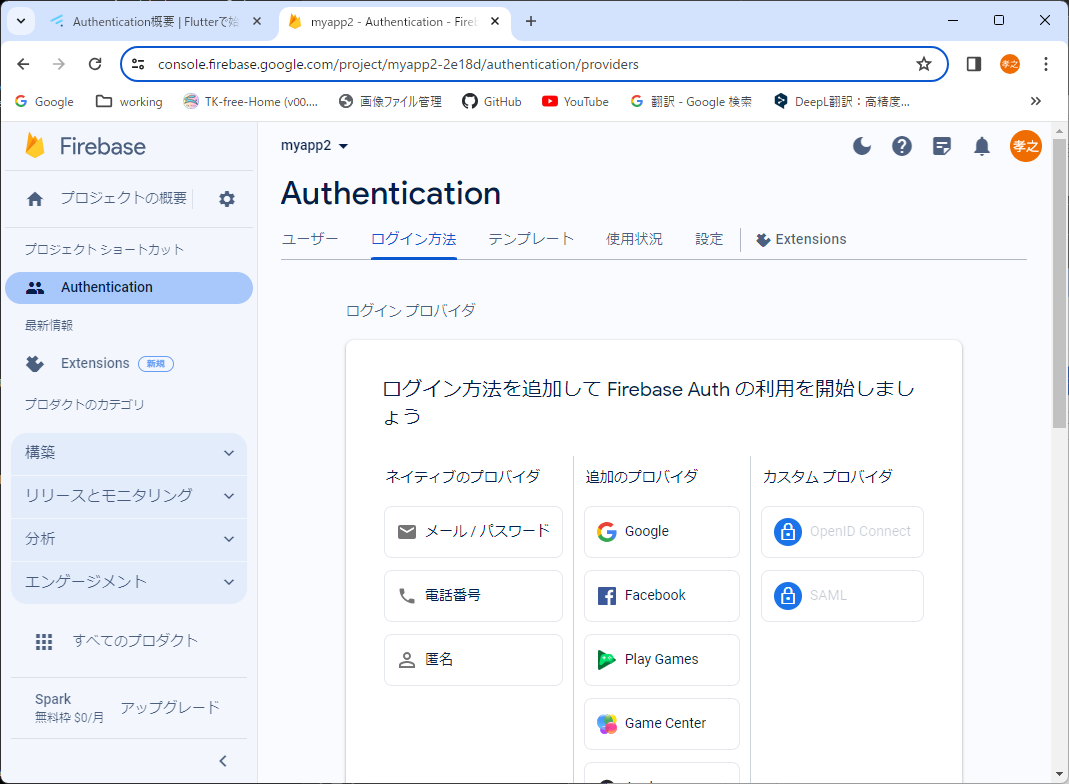 Authentication概要 | Flutterで始
myapp2 - Authentication - Fire
console.firebase.google.com/project/myapp2-2e18d/authentication/providers
孝之
Google
working
TK-free-Home (v00....
画像ファイル管理
GitHub
YouTube
翻訳 - Google 検索
DeepL翻訳：高精度...
Firebase
myapp2
孝之
プロジェクトの概要
Authentication
プロジェクト ショートカット
ユーザー
ログイン方法
テンプレート
使用状況
設定
Extensions
Authentication
最新情報
Extensions 新規
プロダクトのカテゴリ
構築
リリースとモニタリング
分析
エンゲージメント
すべてのプロダクト
Spark
無料枠 $0/月
アップグレード
ログイン プロバイダ
ログイン方法を追加して Firebase Auth の利用を開始しまし
ょう
ネイティブのプロバイダ
メール / パスワード
電話番号
匿名
追加のプロバイダ
Google
Facebook
Play Games
Game Center
カスタム プロバイダ
OpenID Connect
SAML